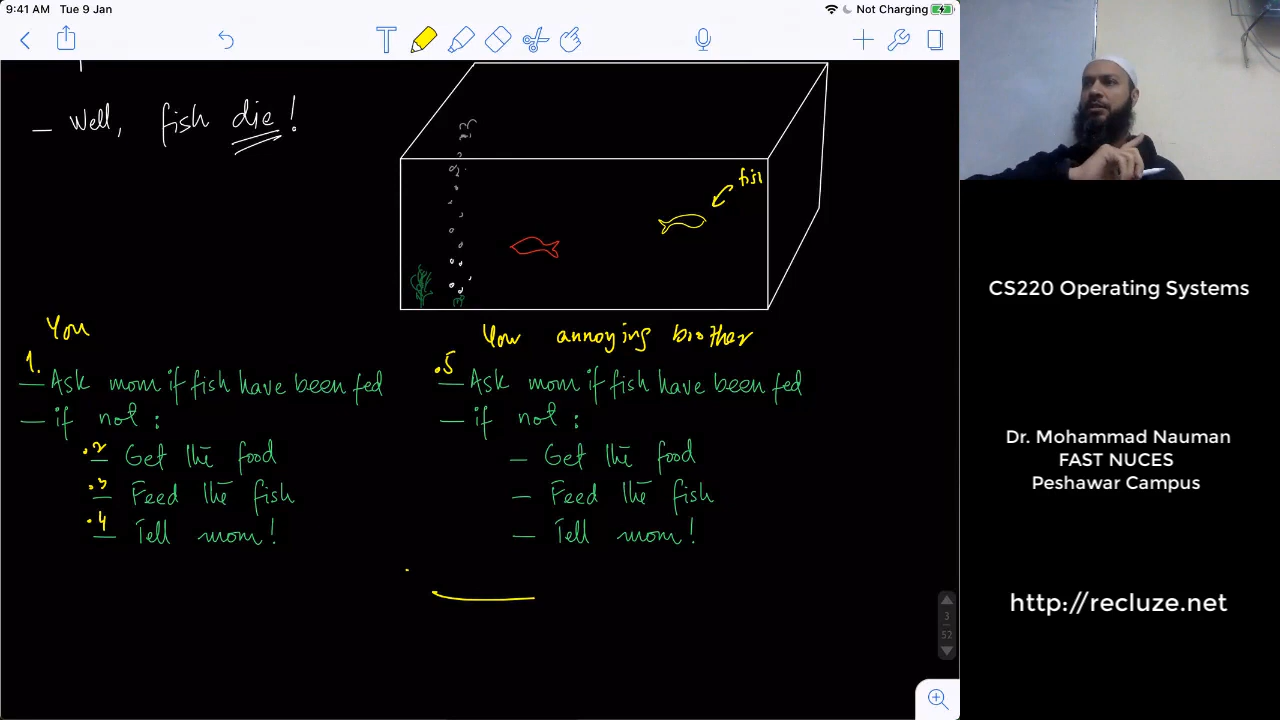 9:41 AM Tue 9 Jan
Not Charging
T
— Well, fish die!
fish
You
Your annoying brother
1.
— Ask mom if fish have been fed
— if not:
.2 — Get the food
.3 — Feed the fish
.4 — Tell mom!
.5
— Ask mom if fish have been fed
— if not:
— Get the food
— Feed the fish
— Tell mom!
3
52
CS220 Operating Systems
Dr. Mohammad Nauman
FAST NUCES
Peshawar Campus
http://recluze.net